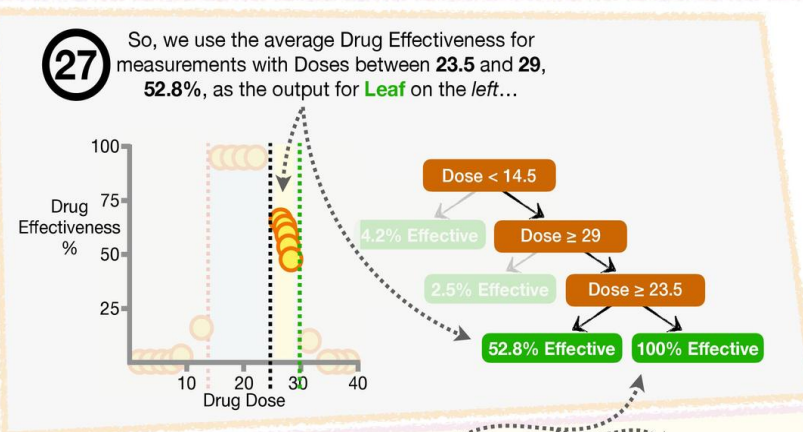 27
So, we use the average Drug Effectiveness for
measurements with Doses between 23.5 and 29,
52.8%, as the output for Leaf on the left...
100
75
50
25
Drug
Effectiveness
%
10
20
30
40
Drug Dose
Dose < 14.5
4.2% Effective
Dose ≥ 29
2.5% Effective
Dose ≥ 23.5
52.8% Effective
100% Effective